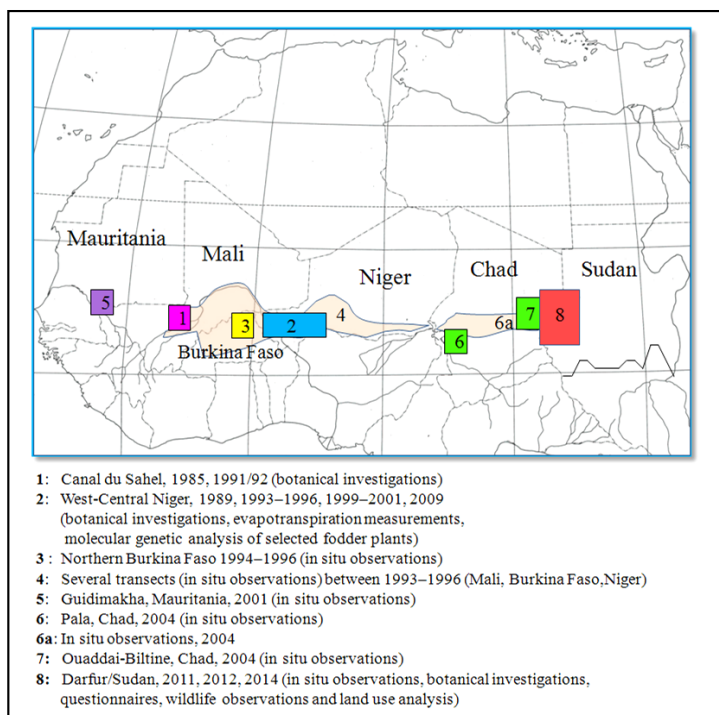 Mauritania
Mali
Niger
Chad
Sudan
5
1
3
2
4
6a
7
8
6
Burkina Faso
1: Canal du Sahel, 1985, 1991/92 (botanical investigations)
2: West-Central Niger, 1989, 1993–1996, 1999–2001, 2009
(botanical investigations, evapotranspiration measurements,
molecular genetic analysis of selected fodder plants)
3 : Northern Burkina Faso 1994–1996 (in situ observations)
4: Several transects (in situ observations) between 1993–1996 (Mali, Burkina Faso,Niger)
5: Guidimakha, Mauritania, 2001 (in situ observations)
6: Pala, Chad, 2004 (in situ observations)
6a: In situ observations, 2004
7: Ouaddai-Biltine, Chad, 2004 (in situ observations)
8: Darfur/Sudan, 2011, 2012, 2014 (in situ observations, botanical investigations,
questionnaires, wildlife observations and land use analysis)